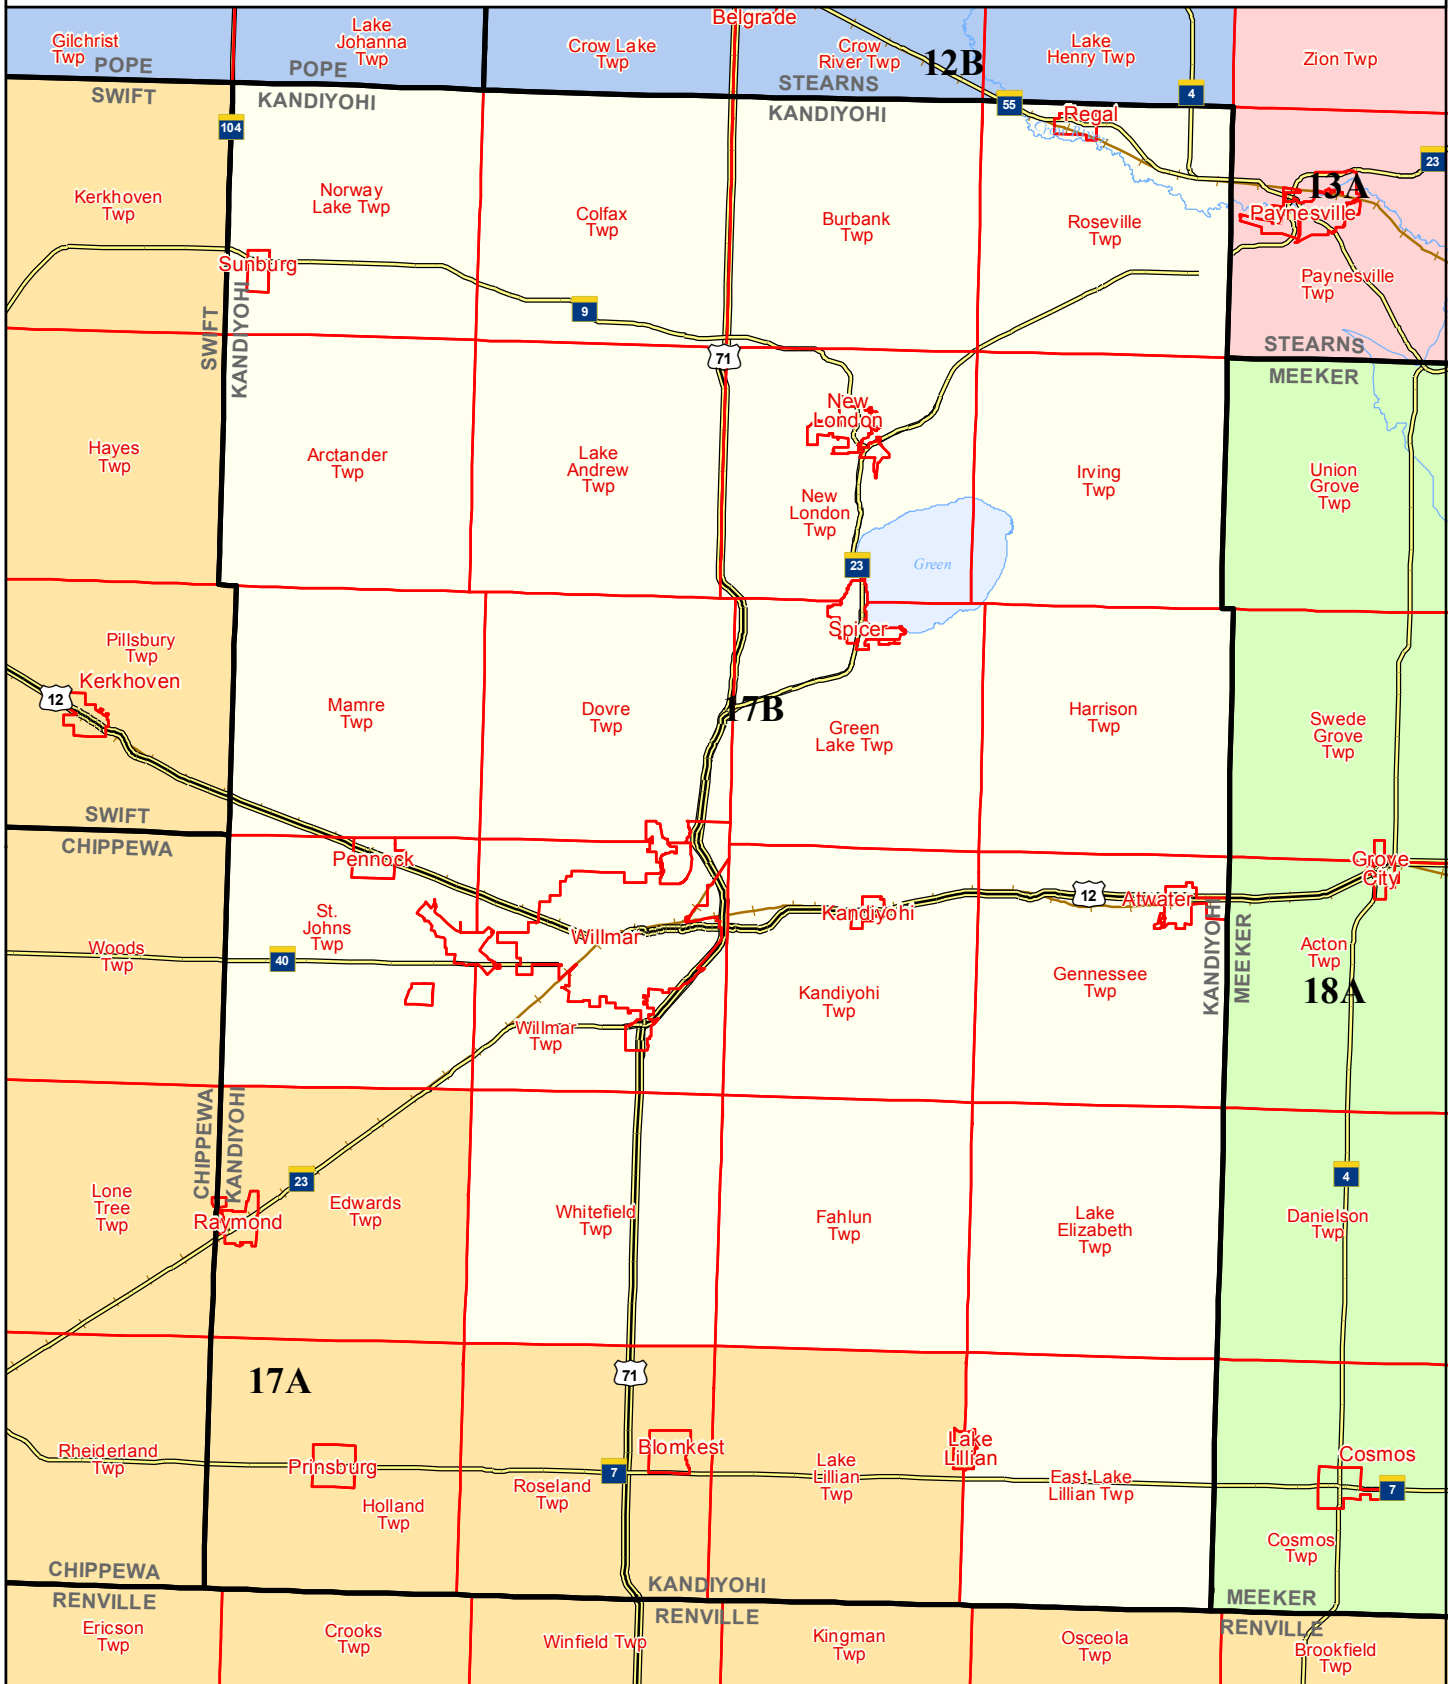 Gilchrist
Twp
POPE
SWIFT
Lake
Johanna
Twp
POPE
KANDIYOHI
Crow Lake
Twp
Belgrade
Crow
River Twp
STEARNS
KANDIYOHI
12B
Lake
Henry Twp
Zion Twp
104
55
4
23
Regal
Crow River
13A
Paynesville
Kerkhoven
Twp
Norway
Lake Twp
Colfax
Twp
Burbank
Twp
Roseville
Twp
Paynesville
Twp
Sunburg
SWIFT
KANDIYOHI
9
71
STEARNS
MEEKER
New
London
Hayes
Twp
Arctander
Twp
Lake
Andrew
Twp
New
London
Twp
Irving
Twp
Union
Grove
Twp
23
Green
Spicer
Pillsbury
Twp
Kerkhoven
12
Mamre
Twp
Dovre
Twp
17B
Green
Lake Twp
Harrison
Twp
Swede
Grove
Twp
SWIFT
CHIPPEWA
Pennock
Grove
City
St.
Johns
Twp
Willmar
Kandiyohi
12
Atwater
KANDIYOHI
MEEKER
Woods
Twp
40
Acton
Twp
18A
Kandiyohi
Twp
Gennessee
Twp
Willmar
Twp
CHIPPEWA
KANDIYOHI
23
4
Lone
Tree
Twp
Raymond
Edwards
Twp
Whitefield
Twp
Fahlun
Twp
Lake
Elizabeth
Twp
Danielson
Twp
17A
71
Rheiderland
Twp
Prinsburg
Holland
Twp
Roseland
Twp
7
Blomkest
Lake
Lillian
Twp
Lake
Lillian
East Lake
Lillian Twp
Cosmos
7
Cosmos
Twp
CHIPPEWA
RENVILLE
KANDIYOHI
RENVILLE
MEEKER
RENVILLE
Ericson
Twp
Crooks
Twp
Winfield Twp
Kingman
Twp
Osceola
Twp
Brookfield
Twp